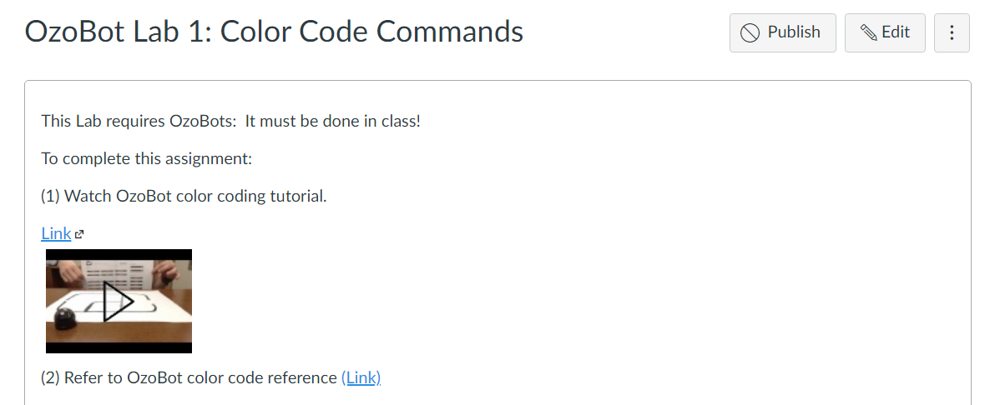 OzoBot Lab 1: Color Code Commands
Publish
Edit
This Lab requires OzoBots:  It must be done in class!
To complete this assignment:
(1) Watch OzoBot color coding tutorial.
Link
(2) Refer to OzoBot color code reference (Link)